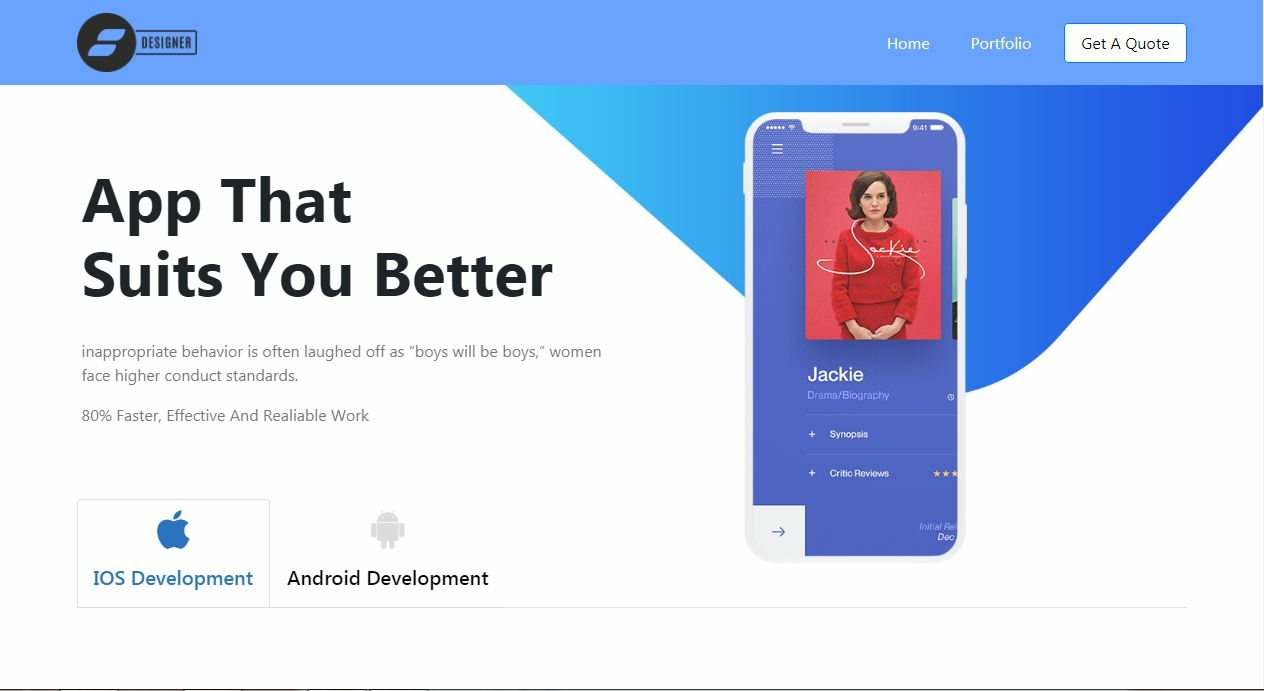 DESIGNER
Home
Portfolio
Get A Quote
App That
Suits You Better
inappropriate behavior is often laughed off as “boys will be boys,” women
face higher conduct standards.
80% Faster, Effective And Realiable Work
IOS Development
Android Development
9:41
Jackie
Jackie
Drama/Biography
+ Synopsis
+ Critic Reviews
Initial Rel
Dec